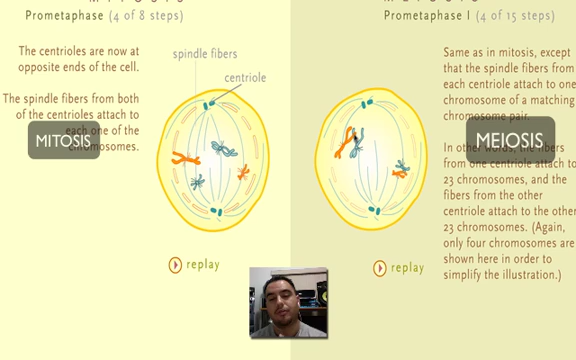 Prometaphase (4 of 8 steps)
The centrioles are now at
opposite ends of the cell.
The spindle fibers from both
of the centrioles attach to
each one of the
chromosomes.
MITOSIS
spindle fibers
centriole
replay
Prometaphase I (4 of 15 steps)
Same as in mitosis, except
that the spindle fibers from
each centriole attach to one
chromosome of a matching
chromosome pair.
MEIOSIS
In other words, the fibers
from one centriole attach to
23 chromosomes, and the
fibers from the other
centriole attach to the other
23 chromosomes. (Again,
only four chromosomes are
shown here in order to
simplify the illustration.)
replay